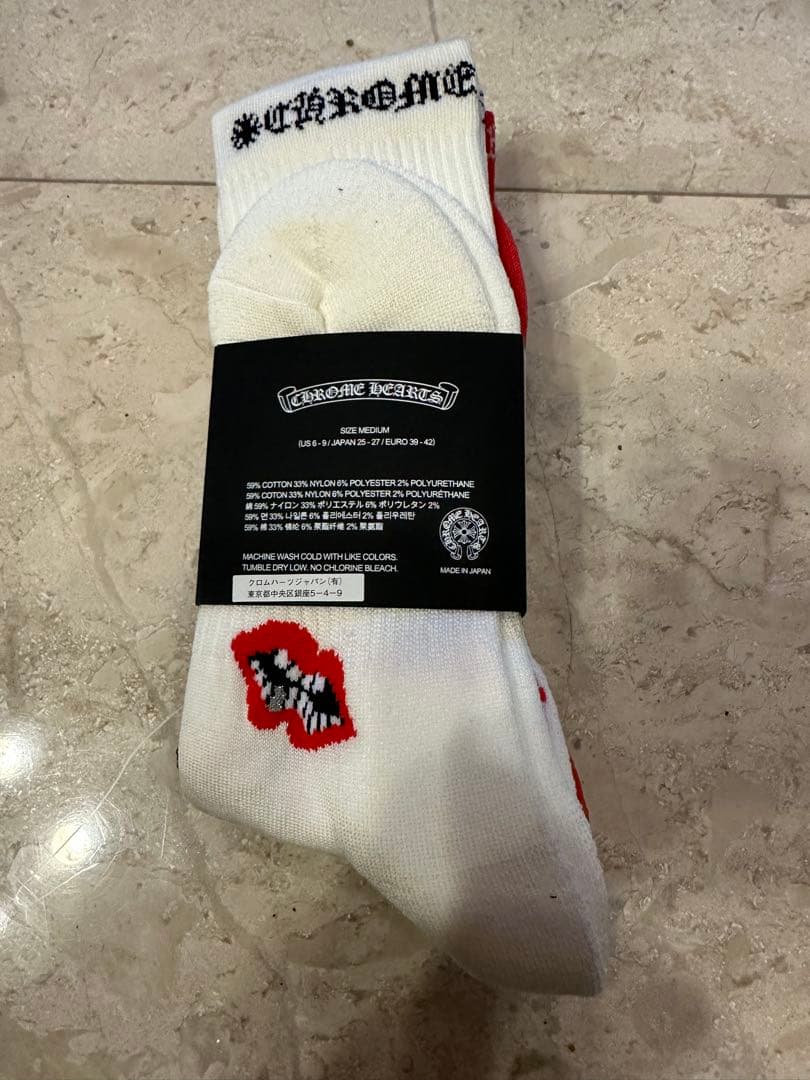 *CHROME
CHROME HEARTS
SIZE MEDIUM
(US 6 - 9 / JAPAN 25 - 27 / EURO 39 - 42)
59% COTTON 33% NYLON 6% POLYESTER 2% POLYURETHANE
59% COTON 33% NYLON 6% POLYESTER 2% POLYURÉTHANE
綿 59% ナイロン 33% ポリエステル 6% ポリウレタン 2%
59% 면 33% 나일론 6% 폴리에스터 2% 폴리우레탄
59% 棉 33% 锦纶 6% 聚酯纤维 2% 聚氨酯
CHROME HEARTS
MACHINE WASH COLD WITH LIKE COLORS.
TUMBLE DRY LOW. NO CHLORINE BLEACH.
MADE IN JAPAN
クロムハーツジャパン(有)
東京都中央区銀座5-4-9